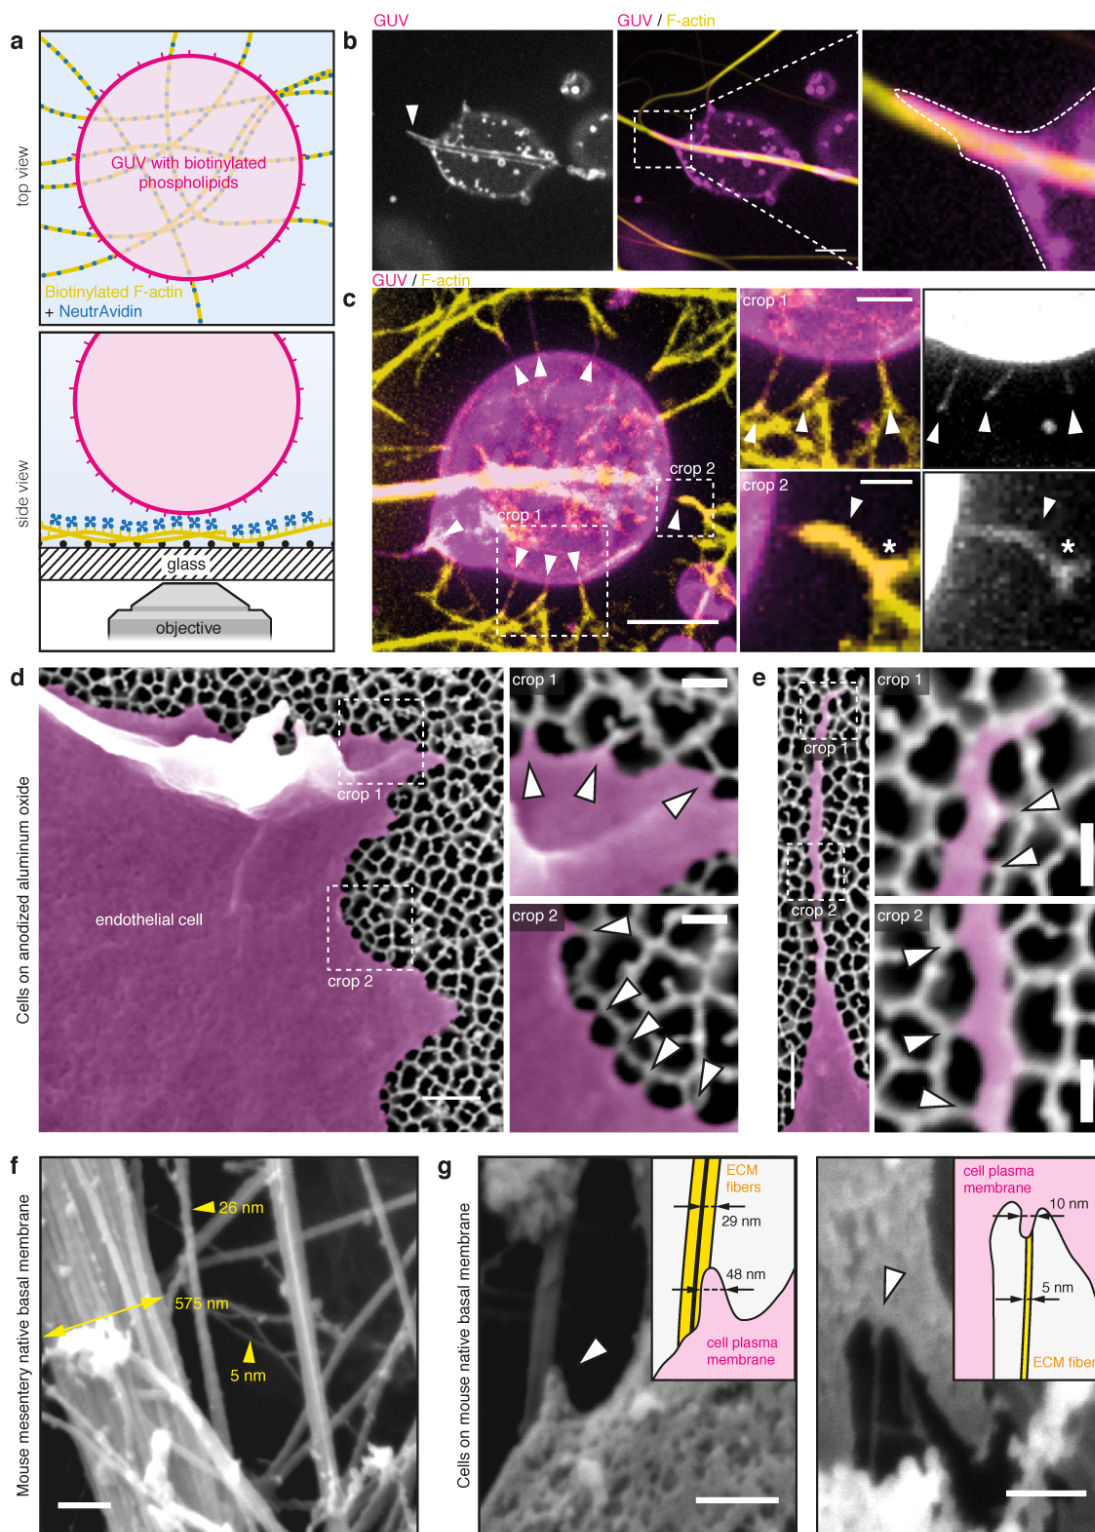 a
top view
GUV with biotinylated
phospholipids
Biotinylated F-actin
+ NeutrAvidin
side view
glass
objective
b
GUV
GUV / F-actin
c
GUV / F-actin
crop 2
crop 1
crop 1
crop 2
*
*
d
Cells on anodized aluminum oxide
crop 1
endothelial cell
crop 2
crop 1
crop 2
e
crop 1
crop 2
crop 1
crop 2
f
Mouse mesentery native basal membrane
26 nm
575 nm
5 nm
g
Cells on mouse native basal membrane
ECM
fibers
29 nm
48 nm
cell plasma
membrane
cell plasma
membrane
10 nm
5 nm
ECM fiber